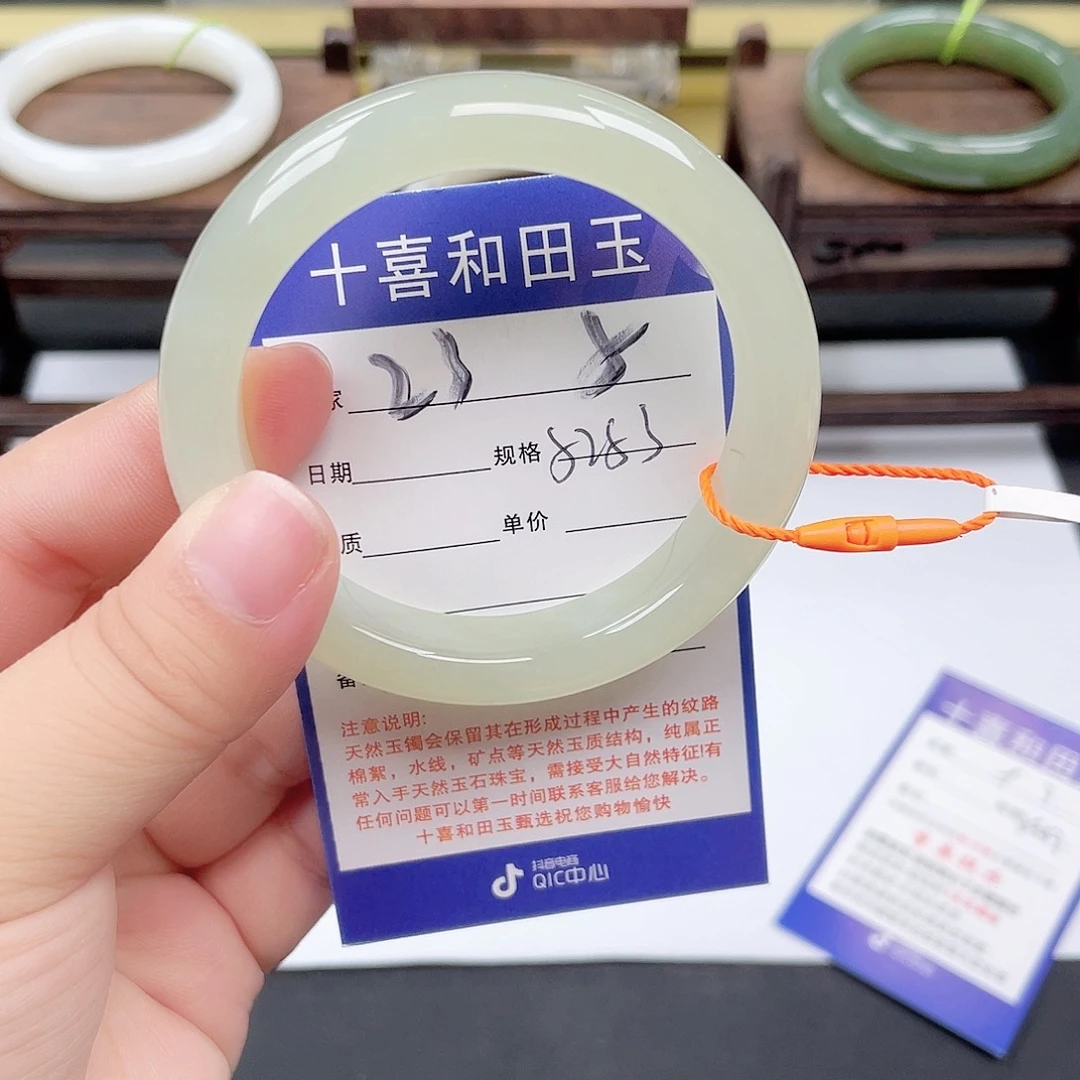 十喜和田玉
家 23
日期 规格 8283
质 单价
备
注意说明:
天然玉镯会保留其在形成过程中产生的纹路
棉絮，水线，矿点等天然玉质结构，纯属正
常入手天然玉石珠宝，需接受大自然特征!有
任何问题可以第一时间联系客服给您解决。
十喜和田玉甄选祝您购物愉快
抖音电商
QIC中心
十喜和田